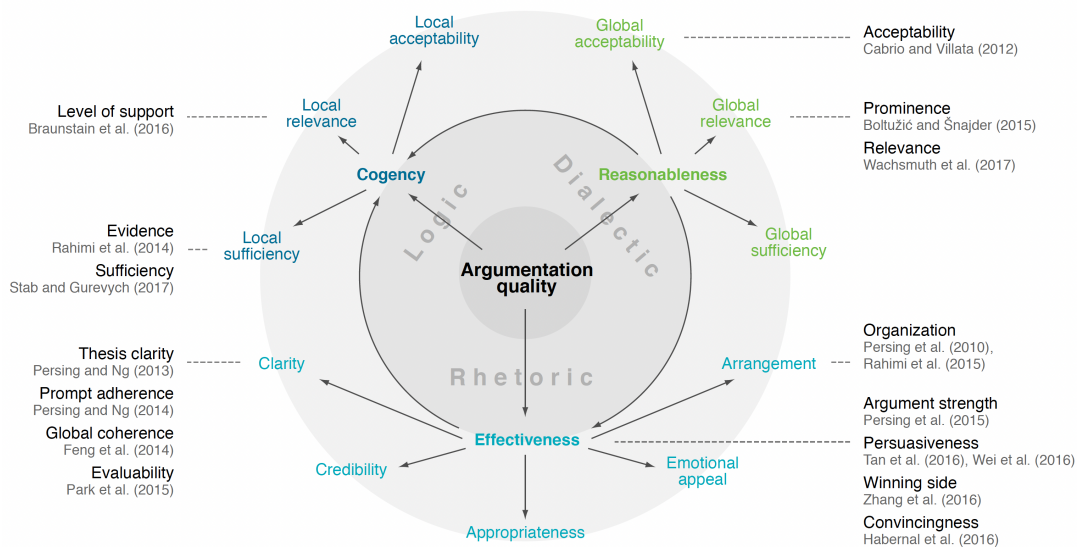 Local
acceptability
Global
acceptability
Acceptability
Cabrio and Villata (2012)
Level of support
Braunstain et al. (2016)
Local
relevance
Global
relevance
Prominence
Boltužić and Šnajder (2015)
Relevance
Wachsmuth et al. (2017)
Cogency
Reasonableness
Logic
Dialectic
Evidence
Rahimi et al. (2014)
Sufficiency
Stab and Gurevych (2017)
Local
sufficiency
Global
sufficiency
Argumentation
quality
Rhetoric
Thesis clarity
Persing and Ng (2013)
Prompt adherence
Persing and Ng (2014)
Global coherence
Feng et al. (2014)
Evaluability
Park et al. (2015)
Clarity
Arrangement
Organization
Persing et al. (2010),
Rahimi et al. (2015)
Effectiveness
Credibility
Emotional
appeal
Appropriateness
Argument strength
Persing et al. (2015)
Persuasiveness
Tan et al. (2016), Wei et al. (2016)
Winning side
Zhang et al. (2016)
Convincingness
Habernal et al. (2016)